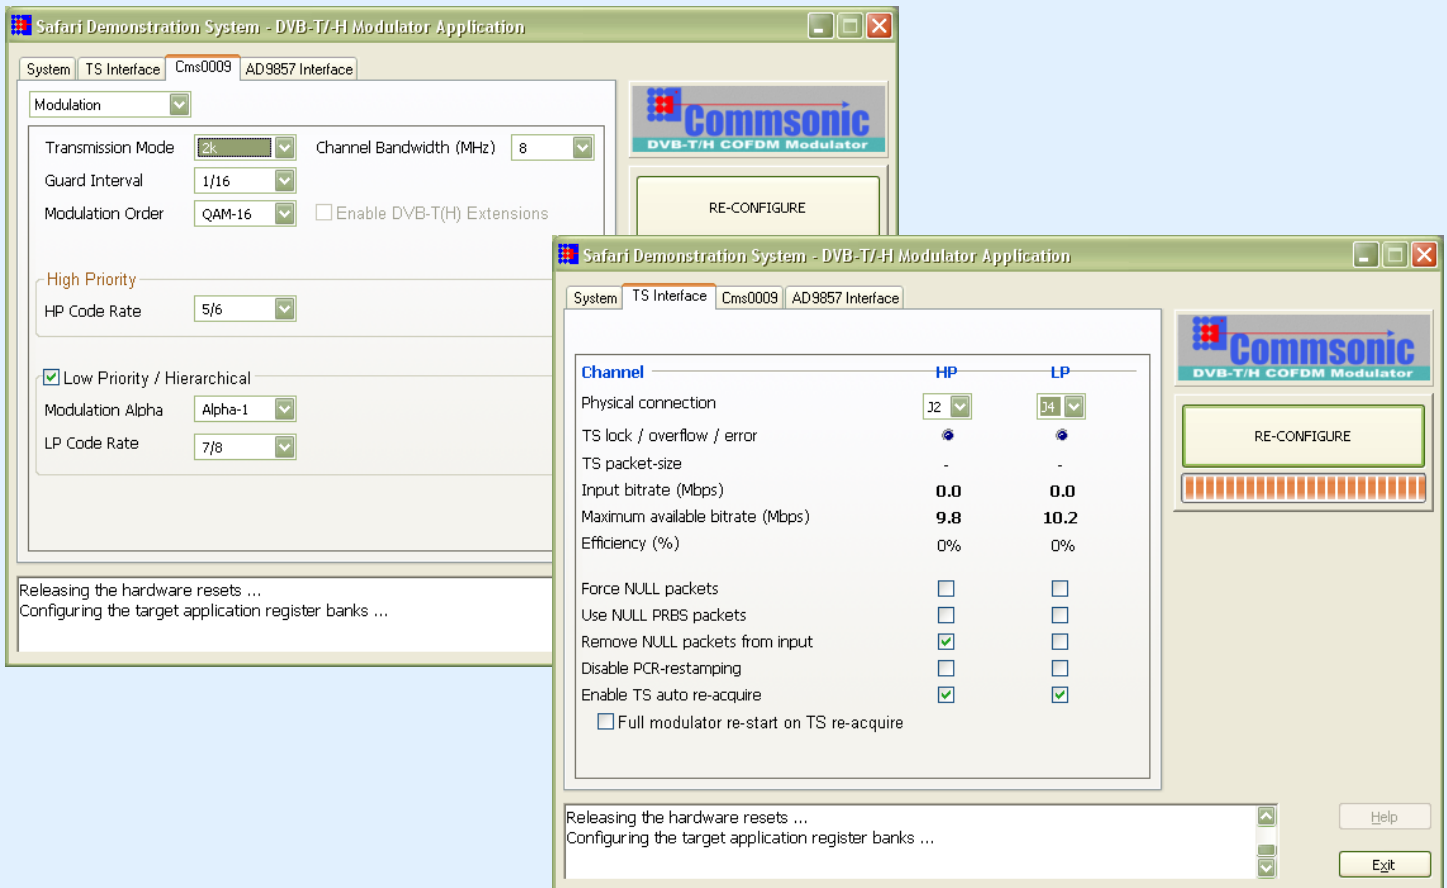 Safari Demonstration System - DVB-T/-H Modulator Application
System TS Interface Cms0009 AD9857 Interface
Modulation
Transmission Mode 2k Channel Bandwidth (MHz) 8
Guard Interval 1/16
Modulation Order QAM-16 Enable DVB-T(H) Extensions
High Priority
HP Code Rate 5/6
Low Priority / Hierarchical
Modulation Alpha Alpha-1
LP Code Rate 7/8
Commsonic
DVB-T/H COFDM Modulator
RE-CONFIGURE
Releasing the hardware resets ...
Configuring the target application register banks ...
Safari Demonstration System - DVB-T/-H Modulator Application
System TS Interface Cms0009 AD9857 Interface
Channel HP LP
Physical connection J2 J4
TS lock / overflow / error
TS packet-size - -
Input bitrate (Mbps) 0.0 0.0
Maximum available bitrate (Mbps) 9.8 10.2
Efficiency (%) 0% 0%
Force NULL packets
Use NULL PRBS packets
Remove NULL packets from input
Disable PCR-restamping
Enable TS auto re-acquire
Full modulator re-start on TS re-acquire
Commsonic
DVB-T/H COFDM Modulator
RE-CONFIGURE
Releasing the hardware resets ...
Configuring the target application register banks ...
Help
Exit